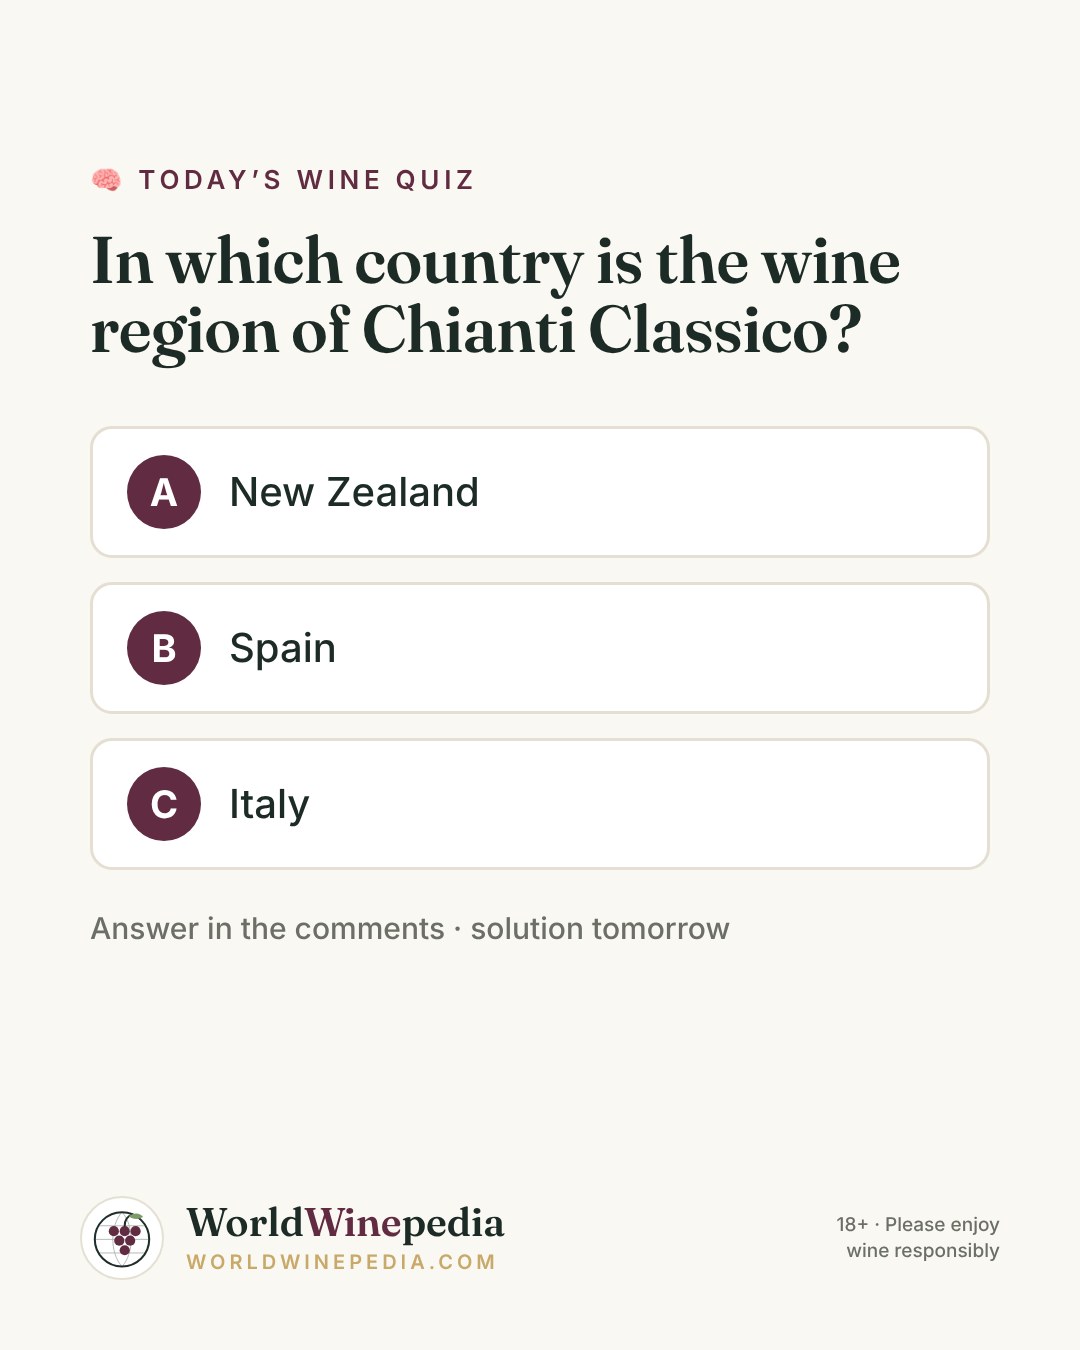 🧠 TODAY’S WINE QUIZ
In which country is the wine
region of Chianti Classico?
A New Zealand
B Spain
C Italy
Answer in the comments · solution tomorrow
WorldWinepedia
WORLDWINEPEDIA.COM
18+ · Please enjoy
wine responsibly